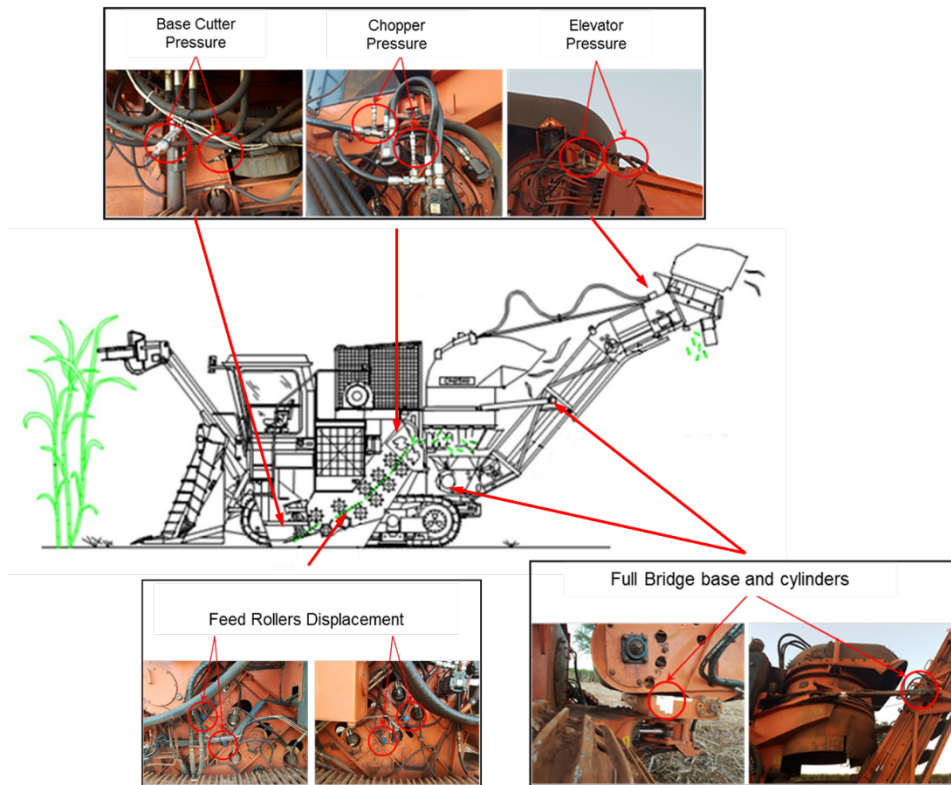 Base Cutter
Pressure
Chopper
Pressure
Elevator
Pressure
Feed Rollers Displacement
Full Bridge base and cylinders